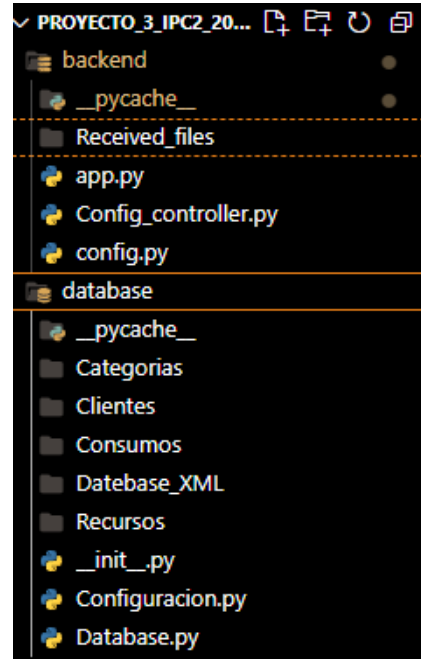 PROYECTO_3_IPC2_20...
backend
__pycache__
Received_files
app.py
Config_controller.py
config.py
database
__pycache__
Categorias
Clientes
Consumos
Datebase_XML
Recursos
__init__.py
Configuracion.py
Database.py